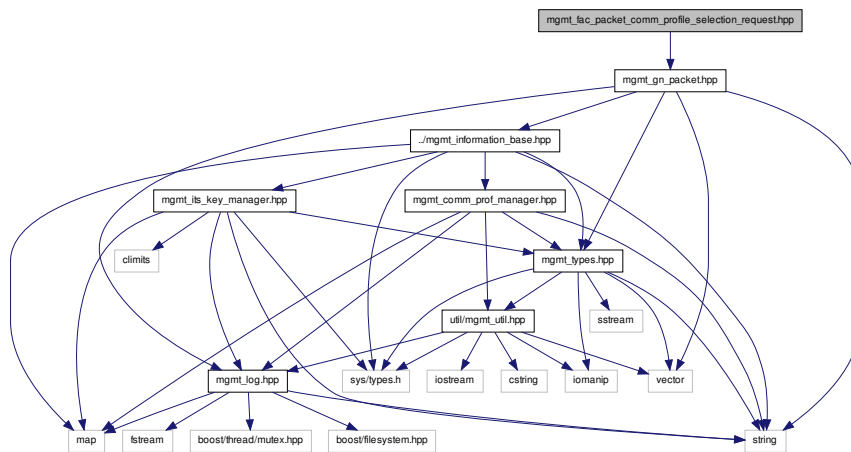 mgmt_fac_packet_comm_profile_selection_request.hpp
mgmt_gn_packet.hpp
../mgmt_information_base.hpp
mgmt_its_key_manager.hpp
mgmt_comm_prof_manager.hpp
climits
mgmt_types.hpp
util/mgmt_util.hpp
sstream
mgmt_log.hpp
sys/types.h
iostream
cstring
iomanip
vector
map
fstream
boost/thread/mutex.hpp
boost/filesystem.hpp
string